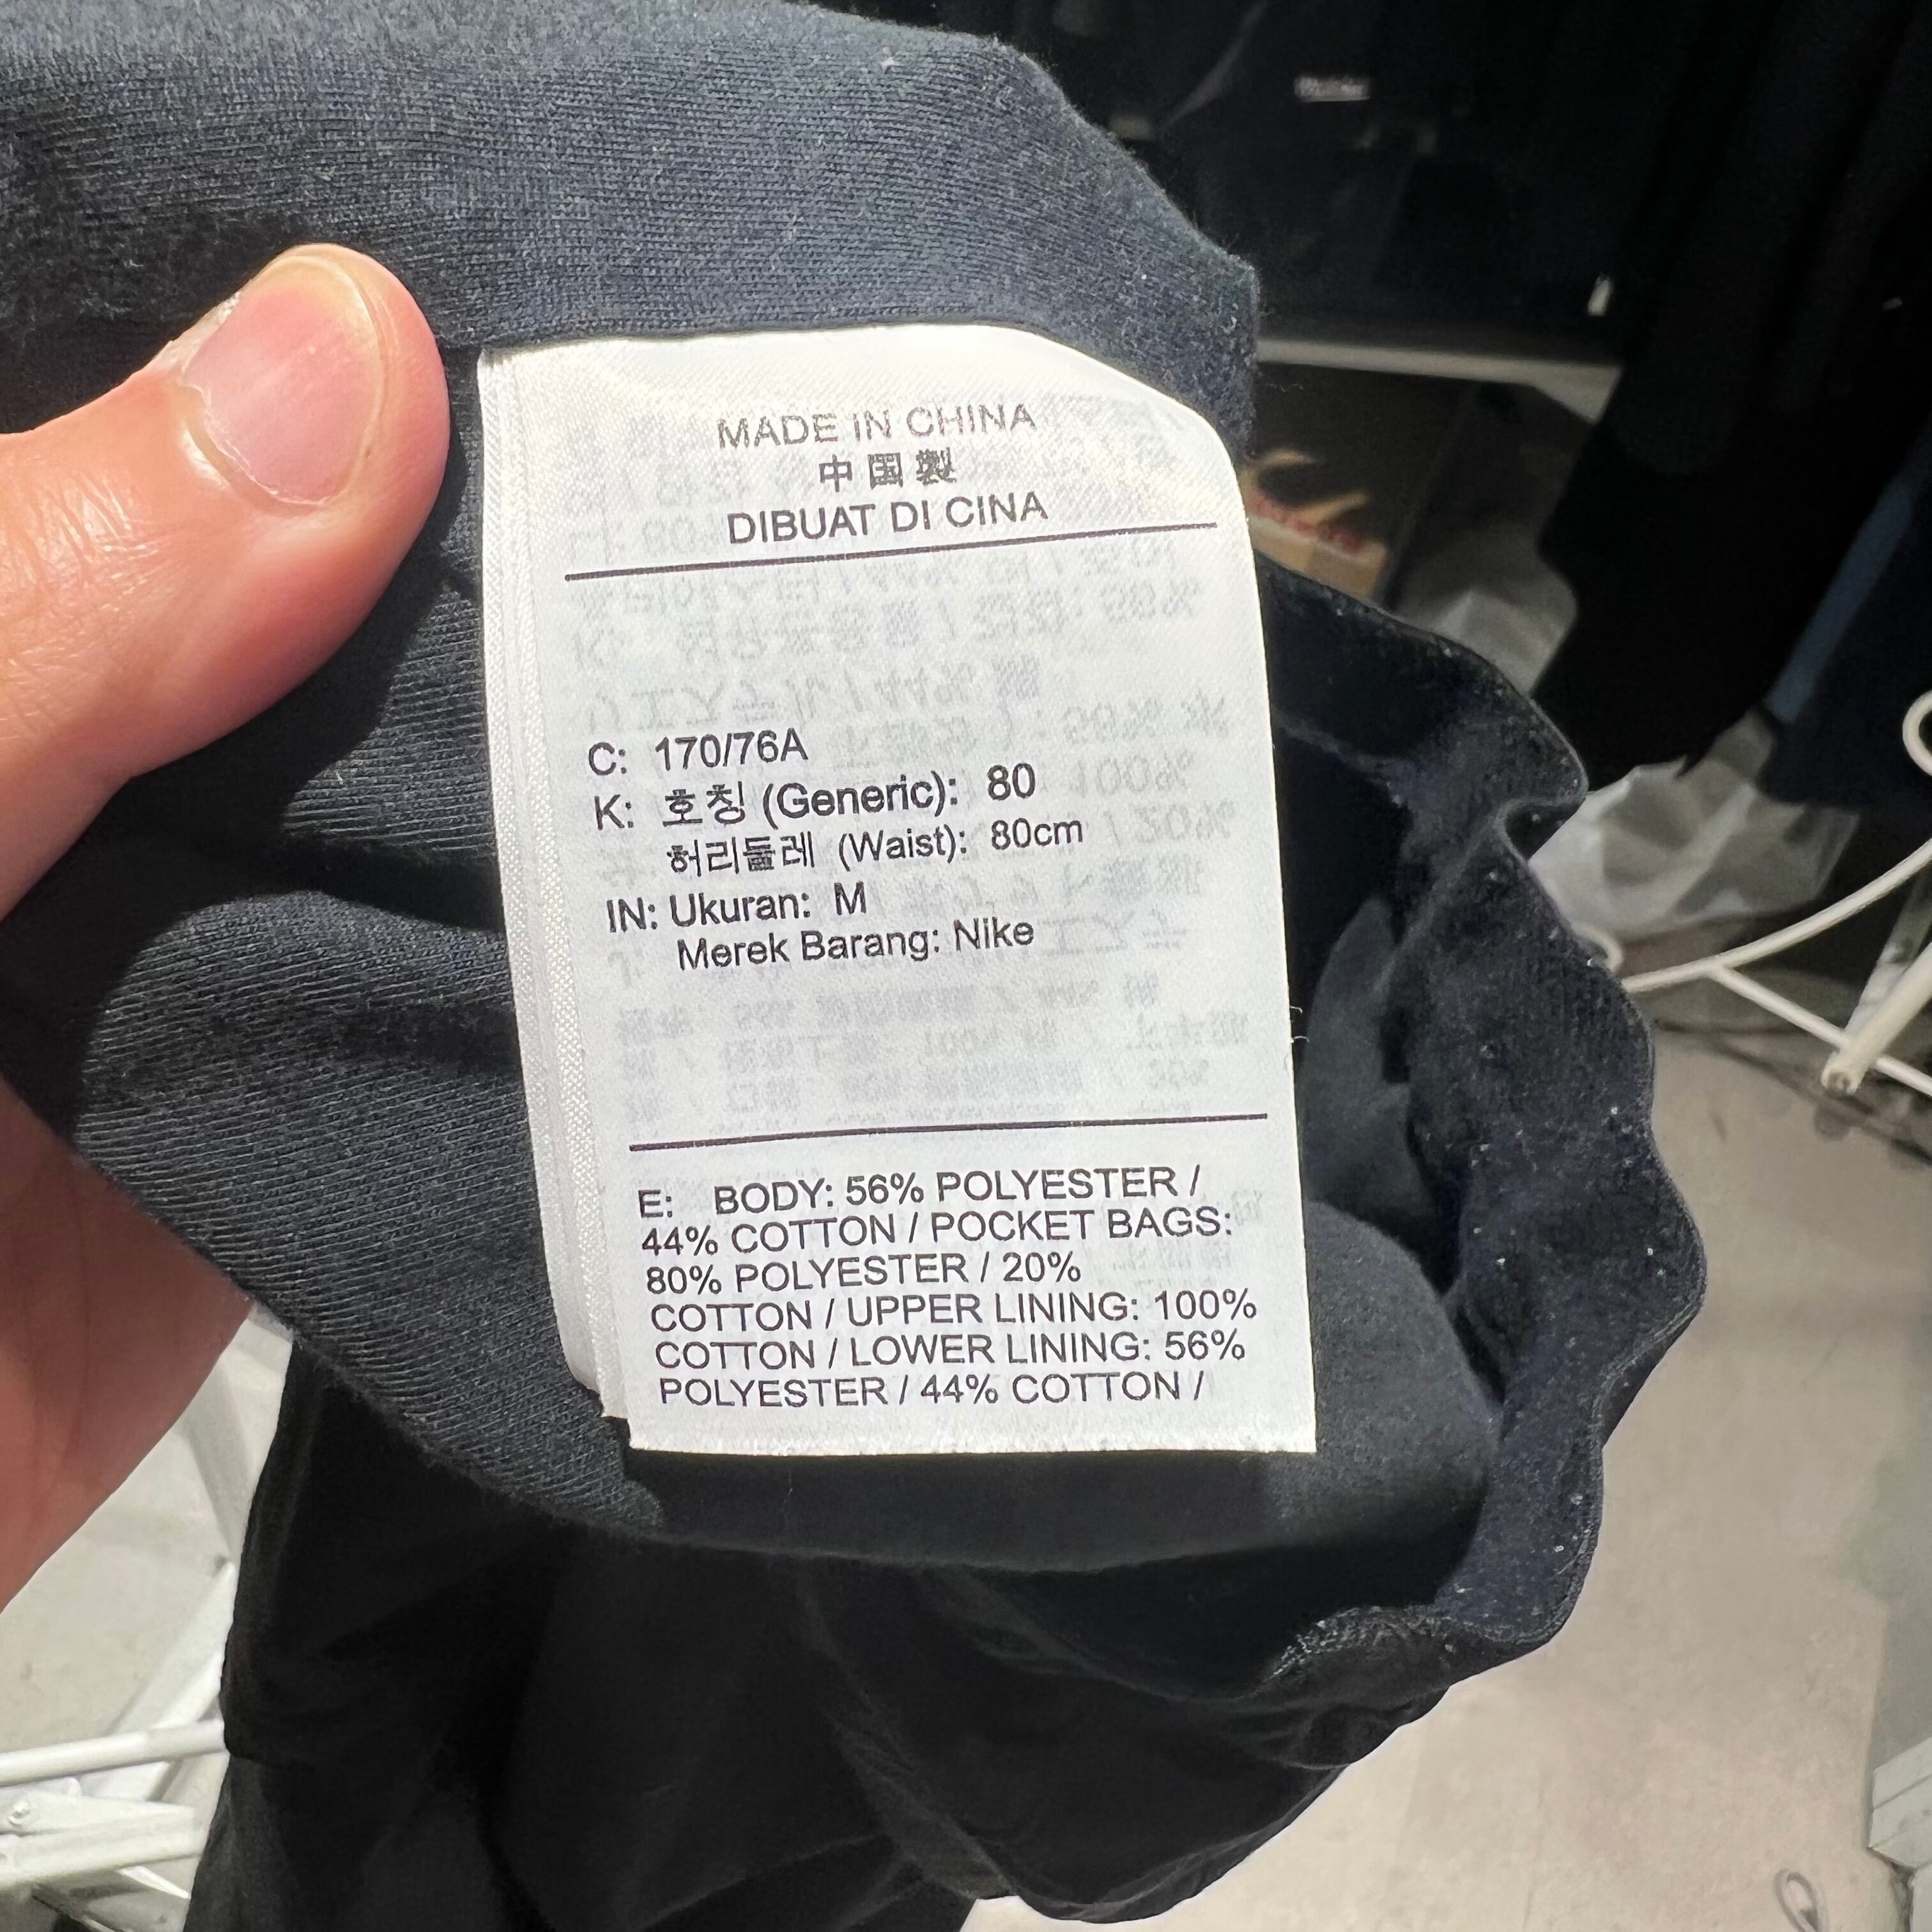 MADE IN CHINA
中国製
DIBUAT DI CINA
C: 170/76A
K: 호칭 (Generic): 80
허리둘레 (Waist): 80cm
IN: Ukuran: M
Merek Barang: Nike
E: BODY: 56% POLYESTER /
44% COTTON / POCKET BAGS:
80% POLYESTER / 20%
COTTON / UPPER LINING: 100%
COTTON / LOWER LINING: 56%
POLYESTER / 44% COTTON /